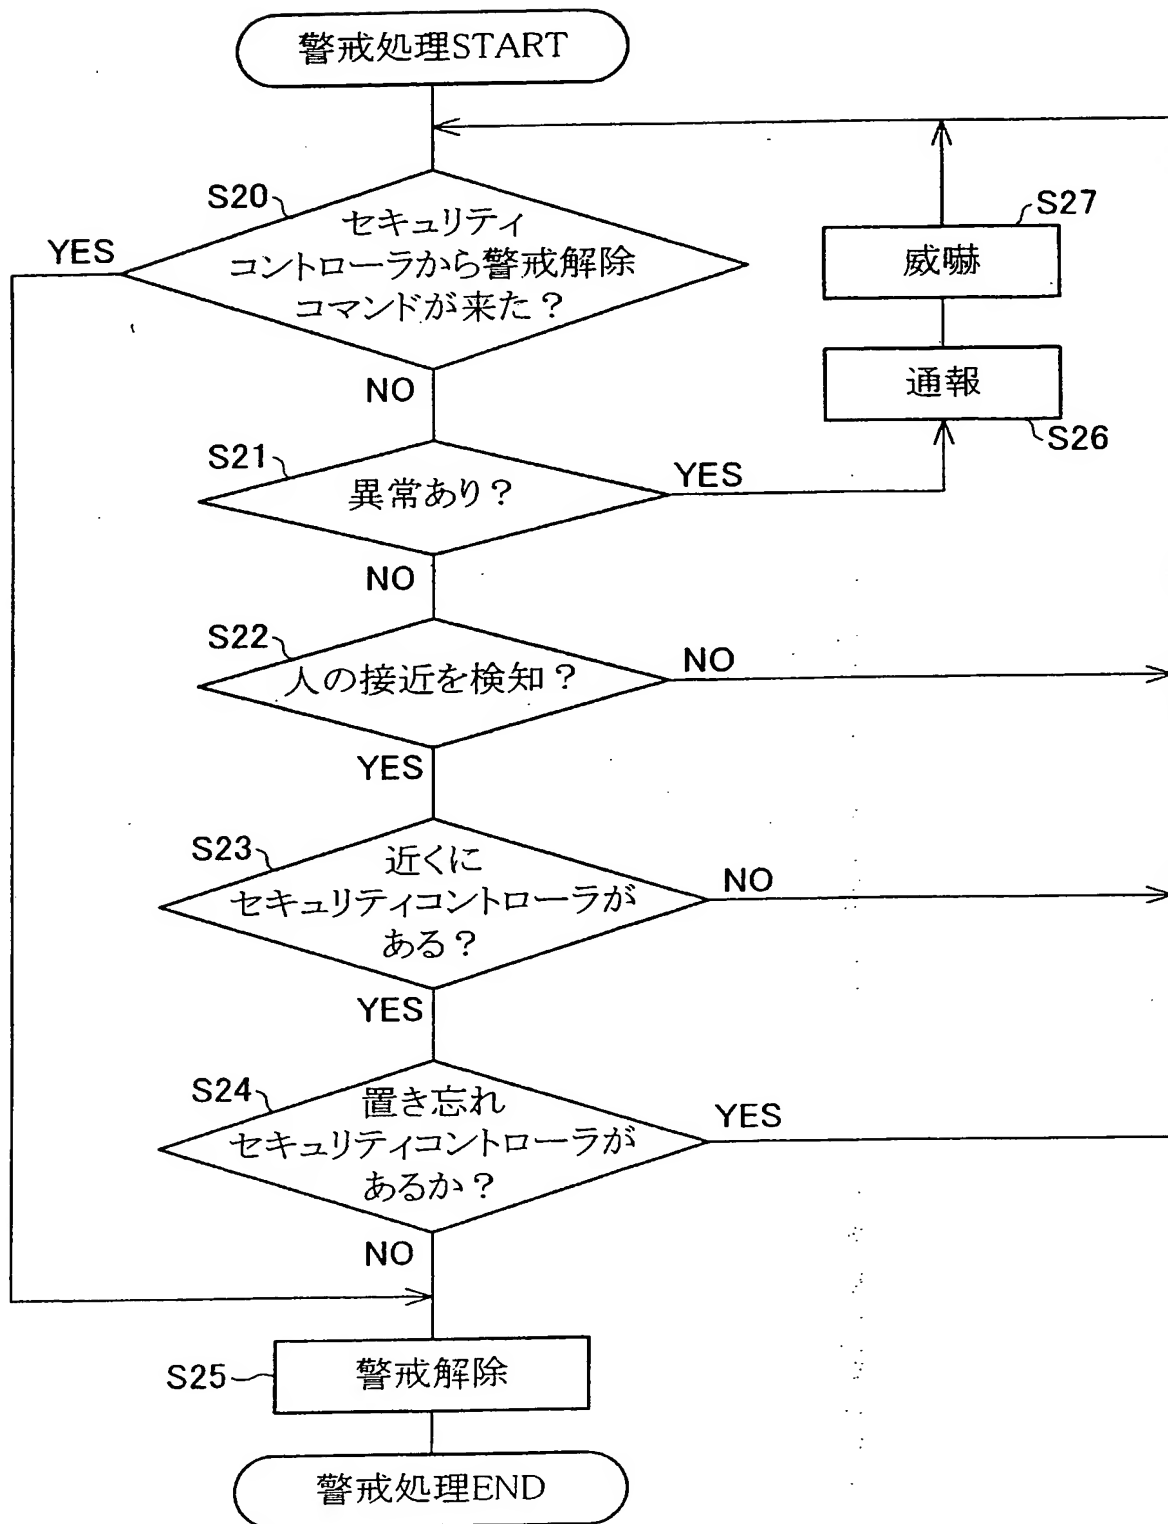 警戒処理START
S20
セキュリティ
コントローラから警戒解除
コマンドが来た？
YES
NO
S27
威嚇
通報
S26
S21
異常あり？
YES
NO
S22
人の接近を検知？
NO
YES
S23
近くに
セキュリティコントローラが
ある？
NO
YES
S24
置き忘れ
セキュリティコントローラが
あるか？
YES
NO
S25
警戒解除
警戒処理END